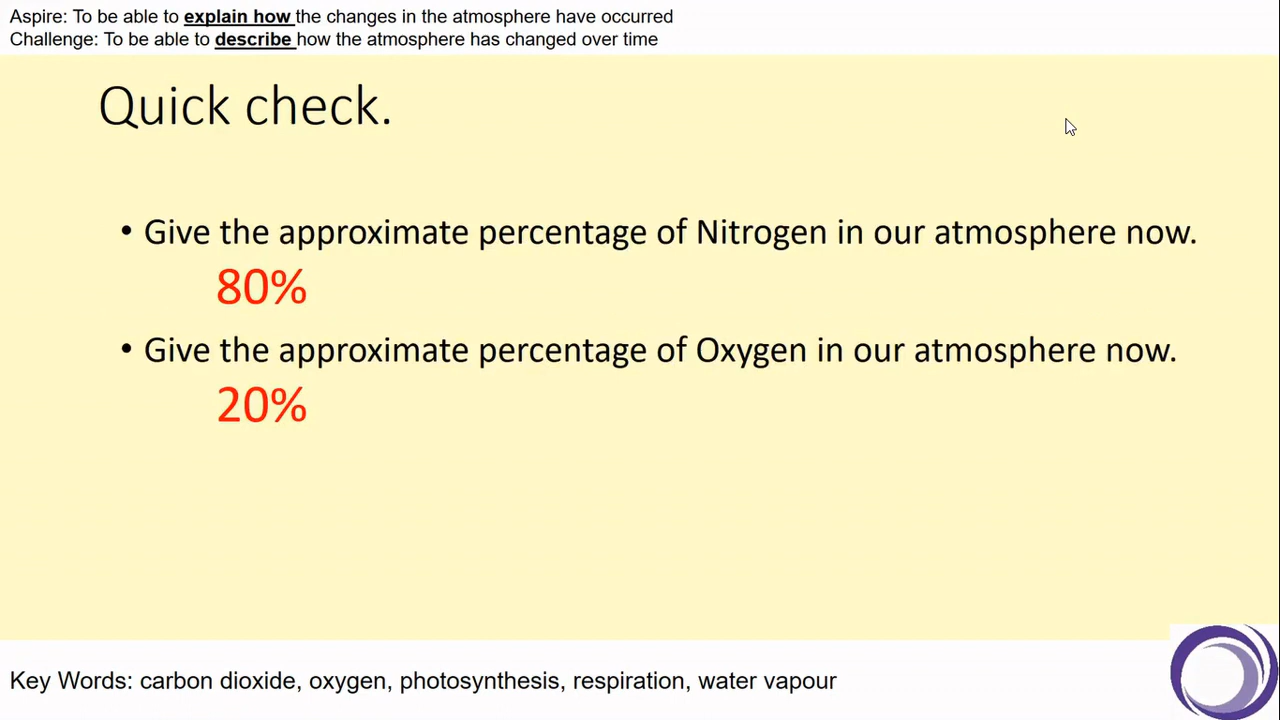 Aspire: To be able to explain how the changes in the atmosphere have occurred
Challenge: To be able to describe how the atmosphere has changed over time
Quick check.
• Give the approximate percentage of Nitrogen in our atmosphere now.
80%
• Give the approximate percentage of Oxygen in our atmosphere now.
20%
Key Words: carbon dioxide, oxygen, photosynthesis, respiration, water vapour